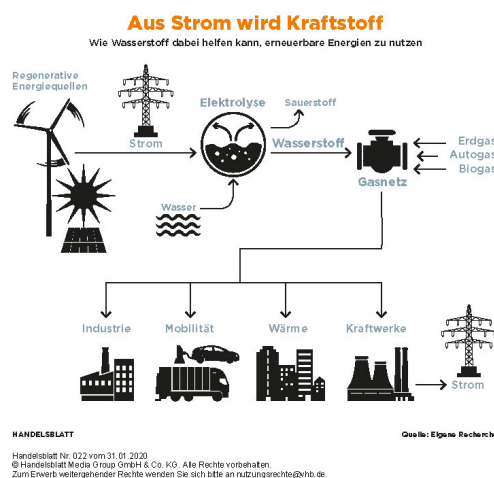 Aus Strom wird Kraftstoff
Wie Wasserstoff dabei helfen kann, erneuerbare Energien zu nutzen
Regenerative
Energiequellen
Strom
Elektrolyse
Sauerstoff
Wasserstoff
Erdgas
Autogas
Biogas
Gasnetz
Wasser
Industrie
Mobilität
Wärme
Kraftwerke
Strom
HANDELSBLATT
Quelle: Eigene Recherche
Handelsblatt Nr. 022 vom 31.01.2020
© Handelsblatt Media Group GmbH & Co. KG. Alle Rechte vorbehalten.
Zum Erwerb weitergehender Rechte wenden Sie sich bitte an nutzungsrechte@vhb.de.